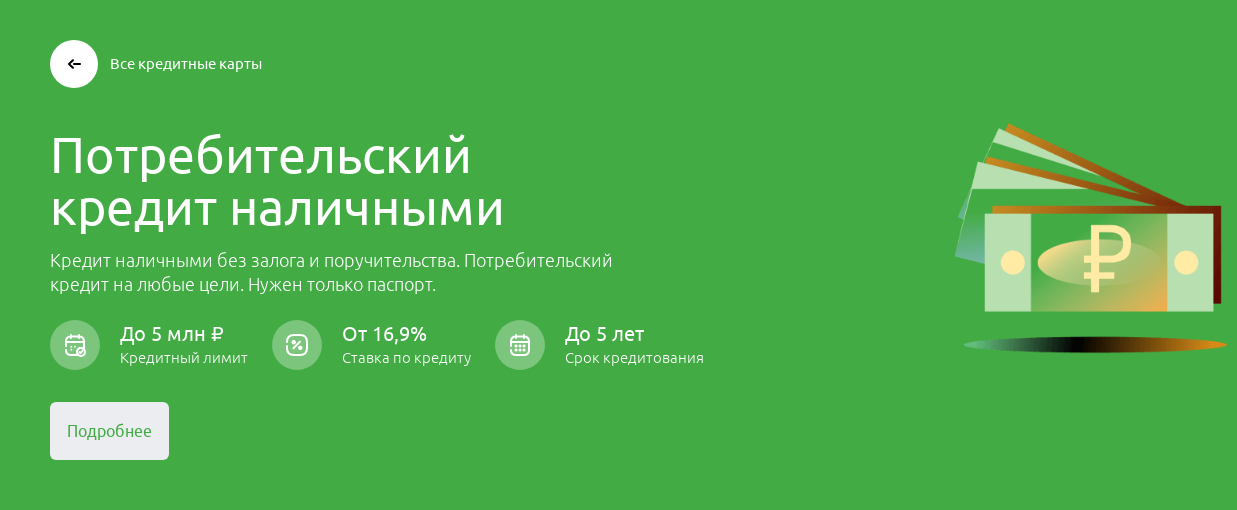 Все кредитные карты
Потребительский
кредит наличными
Кредит наличными без залога и поручительства. Потребительский
кредит на любые цели. Нужен только паспорт.
До 5 млн ₽
Кредитный лимит
От 16,9%
Ставка по кредиту
До 5 лет
Срок кредитования
Подробнее
₽